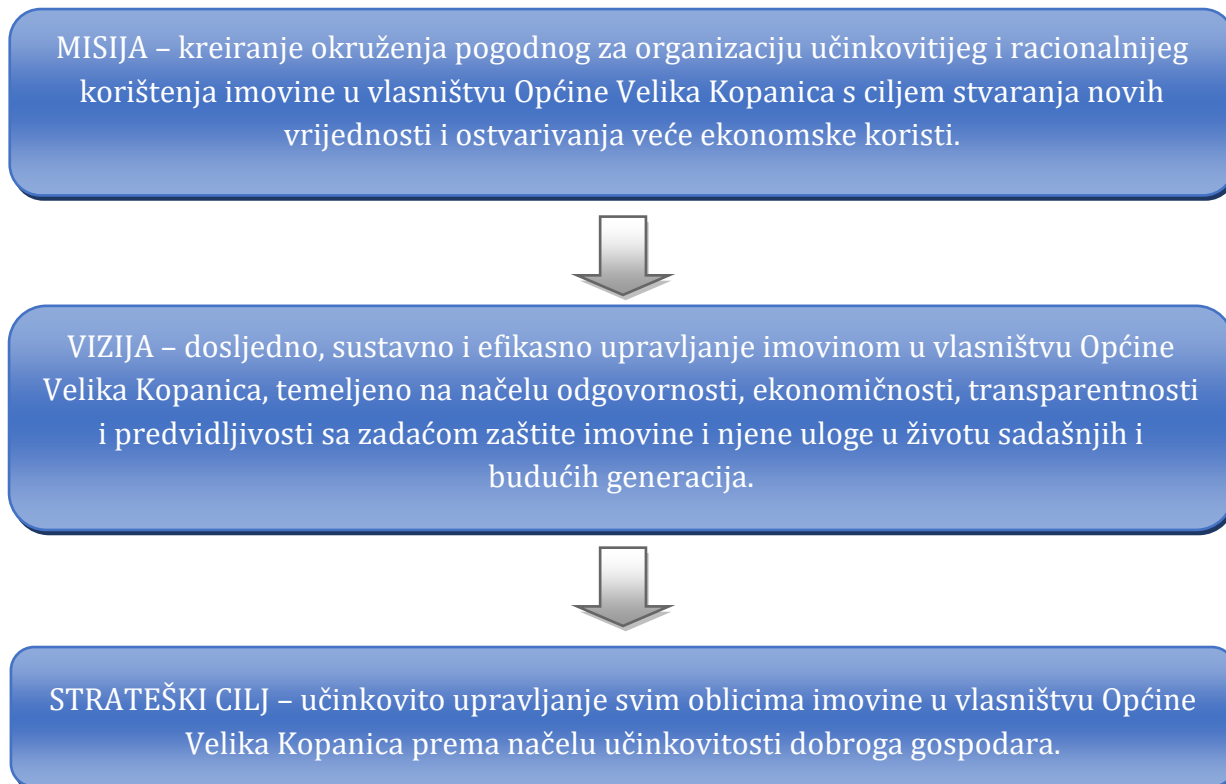 MISIJA – kreiranje okruženja pogodnog za organizaciju učinkovitijeg i racionalnijeg
korištenja imovine u vlasništvu Općine Velika Kopanica s ciljem stvaranja novih
vrijednosti i ostvarivanja veće ekonomske koristi.
VIZIJA – dosljedno, sustavno i efikasno upravljanje imovinom u vlasništvu Općine
Velika Kopanica, temeljeno na načelu odgovornosti, ekonomičnosti, transparentnosti
i predvidljivosti sa zadaćom zaštite imovine i njene uloge u životu sadašnjih i
budućih generacija.
STRATEŠKI CILJ – učinkovito upravljanje svim oblicima imovine u vlasništvu Općine
Velika Kopanica prema načelu učinkovitosti dobroga gospodara.